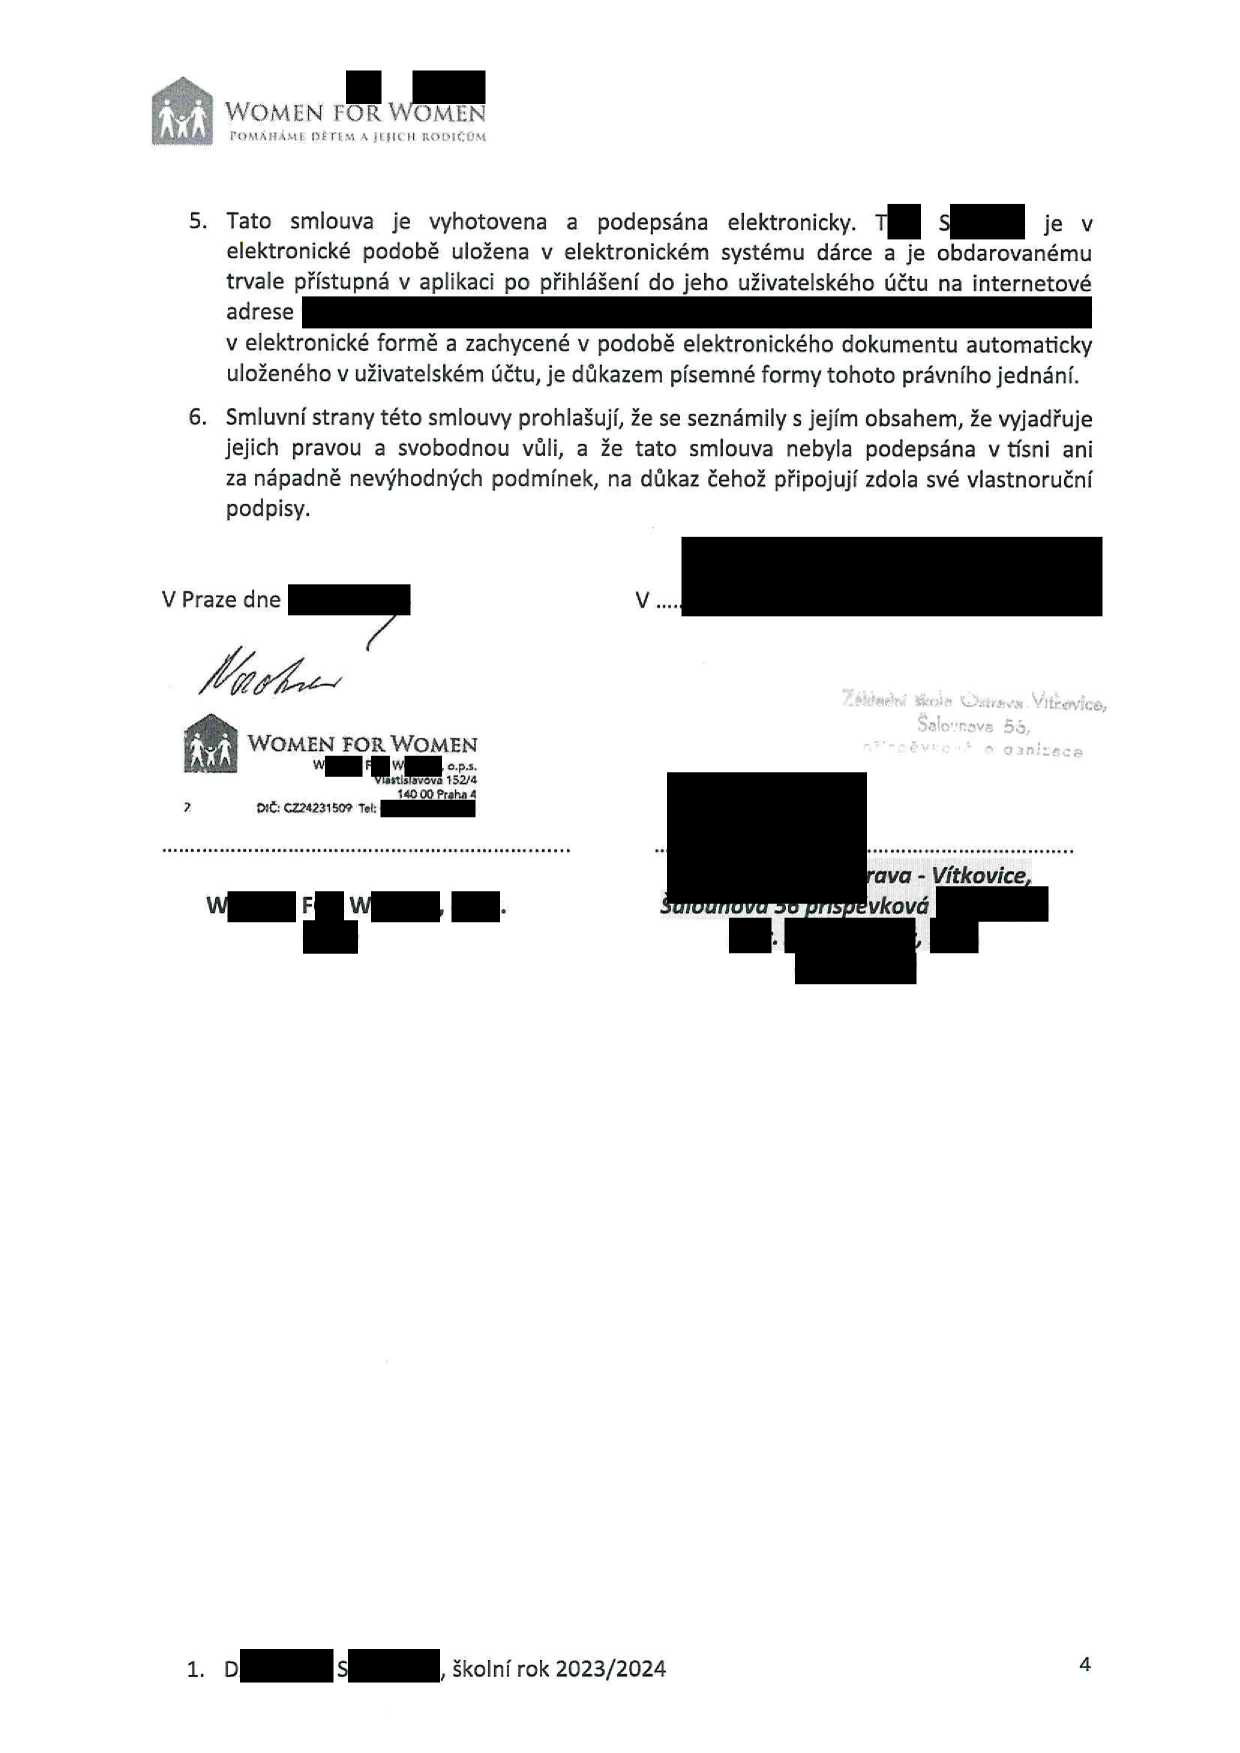 WOMEN FOR WOMEN
POMÁHÁME DĚTEM A JEJICH RODIČŮM
5. Tato smlouva je vyhotovena a podepsána elektronicky. T S je v
elektronické podobě uložena v elektronickém systému dárce a je obdarovanému
trvale přístupná v aplikaci po přihlášení do jeho uživatelského účtu na internetové
adrese
v elektronické formě a zachycené v podobě elektronického dokumentu automaticky
uloženého v uživatelském účtu, je důkazem písemné formy tohoto právního jednání.
6. Smluvní strany této smlouvy prohlašují, že se seznámily s jejím obsahem, že vyjadřuje
jejich pravou a svobodnou vůli, a že tato smlouva nebyla podepsána v tísni ani
za nápadně nevýhodných podmínek, na důkaz čehož připojují zdola své vlastnoruční
podpisy.
V Praze dne
V .....
WOMEN FOR WOMEN
W F W , o.p.s.
Vlastislavova 152/4
140 00 Praha 4
2 DIČ: CZ24231509 Tel:
Základní škola Ostrava Vítkovice,
Šalounova 56,
příspěvková organizace
rava - Vítkovice,
W F W , .
Šalounova 56 příspěvková
. ,
1. D S , školní rok 2023/2024
4